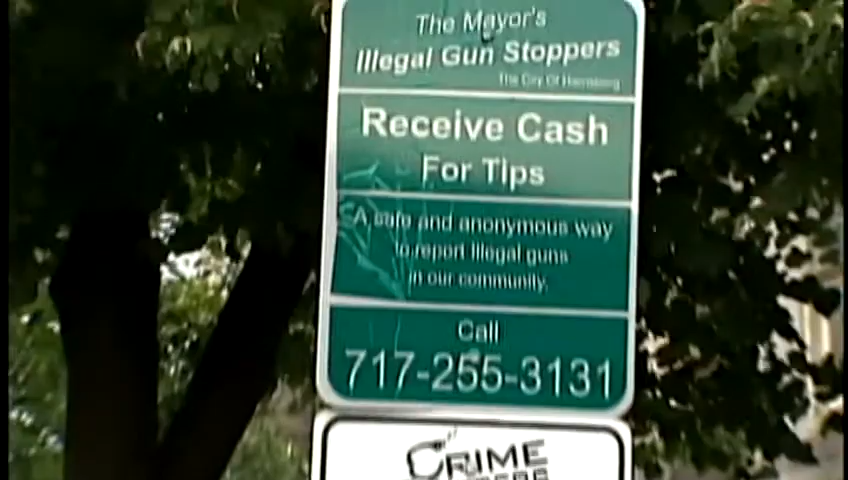 The Mayor's
Illegal Gun Stoppers
The City Of Harrisburg
Receive Cash
For Tips
A safe and anonymous way
to report illegal guns
in our community.
Call
717-255-3131
CRIME